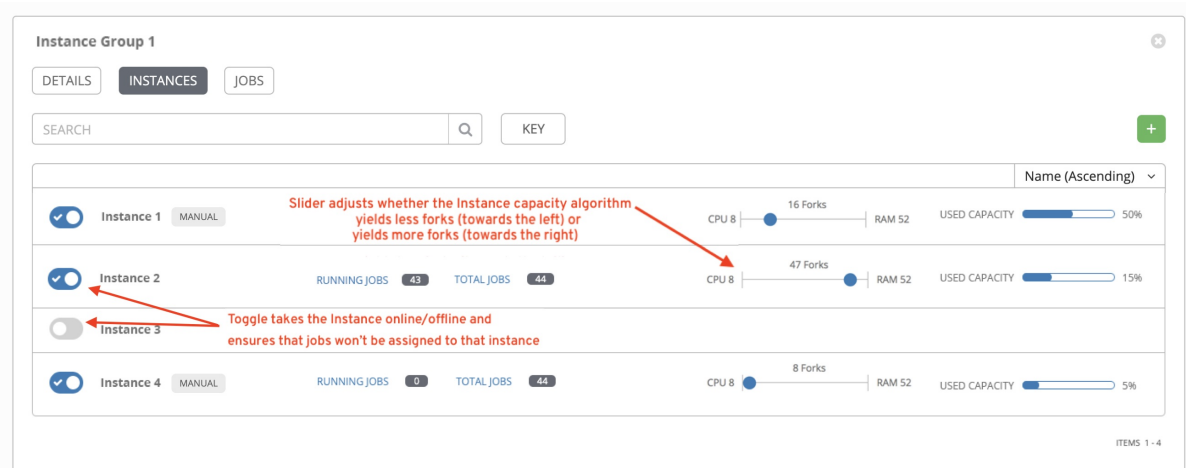 Instance Group 1
DETAILS INSTANCES JOBS
SEARCH KEY +
Name (Ascending)
Instance 1 MANUAL
Slider adjusts whether the Instance capacity algorithm
yields less forks (towards the left) or
yields more forks (towards the right)
16 Forks
CPU 8 RAM 52 USED CAPACITY 50%
Instance 2 RUNNING JOBS 43 TOTAL JOBS 44
47 Forks
CPU 8 RAM 52 USED CAPACITY 15%
Toggle takes the Instance online/offline and
ensures that jobs won't be assigned to that instance
Instance 3
Instance 4 MANUAL RUNNING JOBS 0 TOTAL JOBS 44
8 Forks
CPU 8 RAM 52 USED CAPACITY 5%
ITEMS 1 - 4